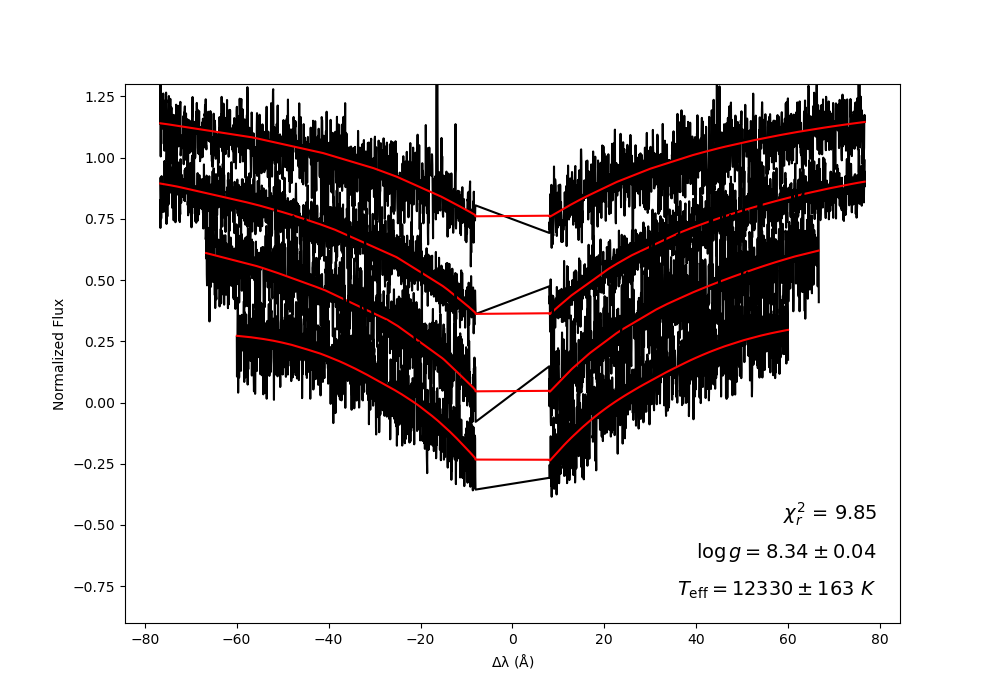 1.25
1.00
0.75
0.50
0.25
0.00
−0.25
−0.50
−0.75
Normalized Flux
χ²ᵣ = 9.85
log g = 8.34 ± 0.04
T_eff = 12330 ± 163 K
−80 −60 −40 −20 0 20 40 60 80
Δλ (Å)